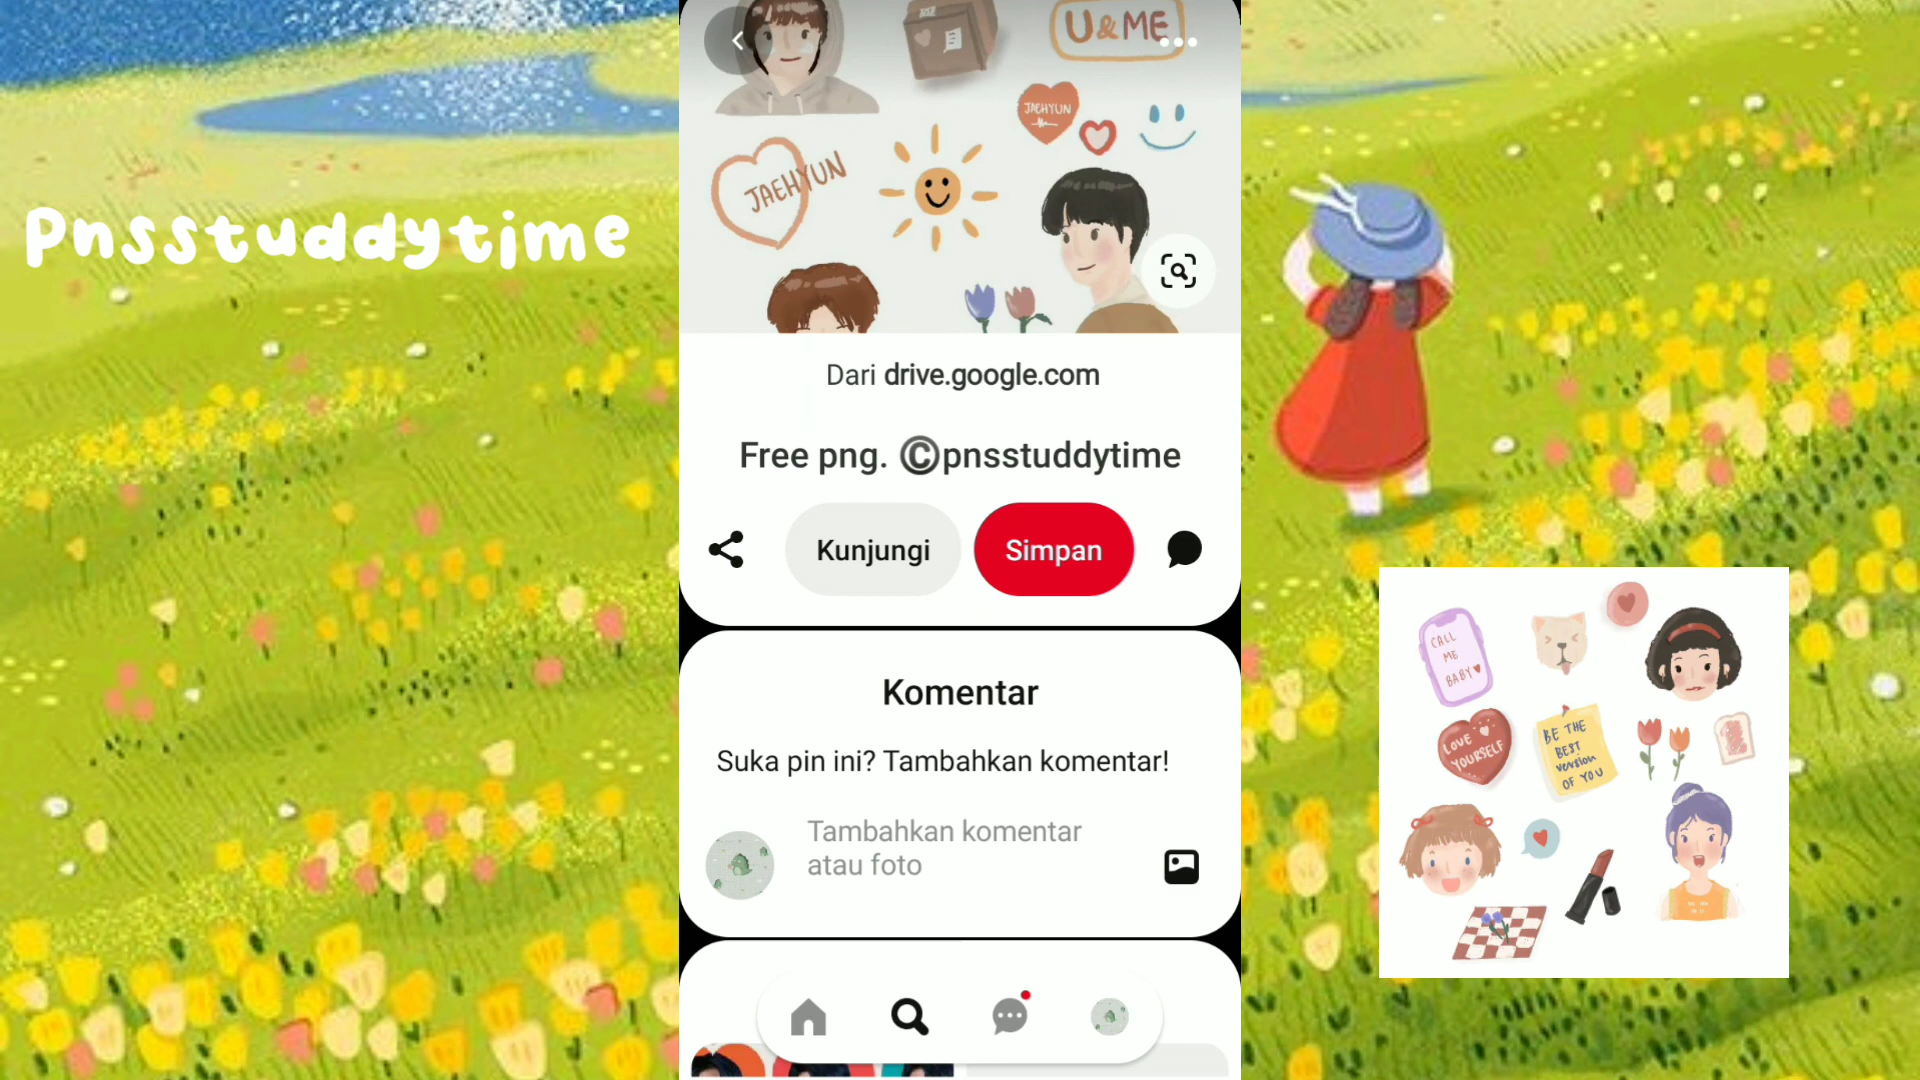 Pnsstuddytime
U&ME
JAEHYUN
JAEHYUN
Dari drive.google.com
Free png. ©pnsstuddytime
Kunjungi
Simpan
Komentar
Suka pin ini? Tambahkan komentar!
Tambahkan komentar
atau foto
CALL
ME
BABY
LOVE
YOURSELF
BE THE
BEST
version
OF YOU